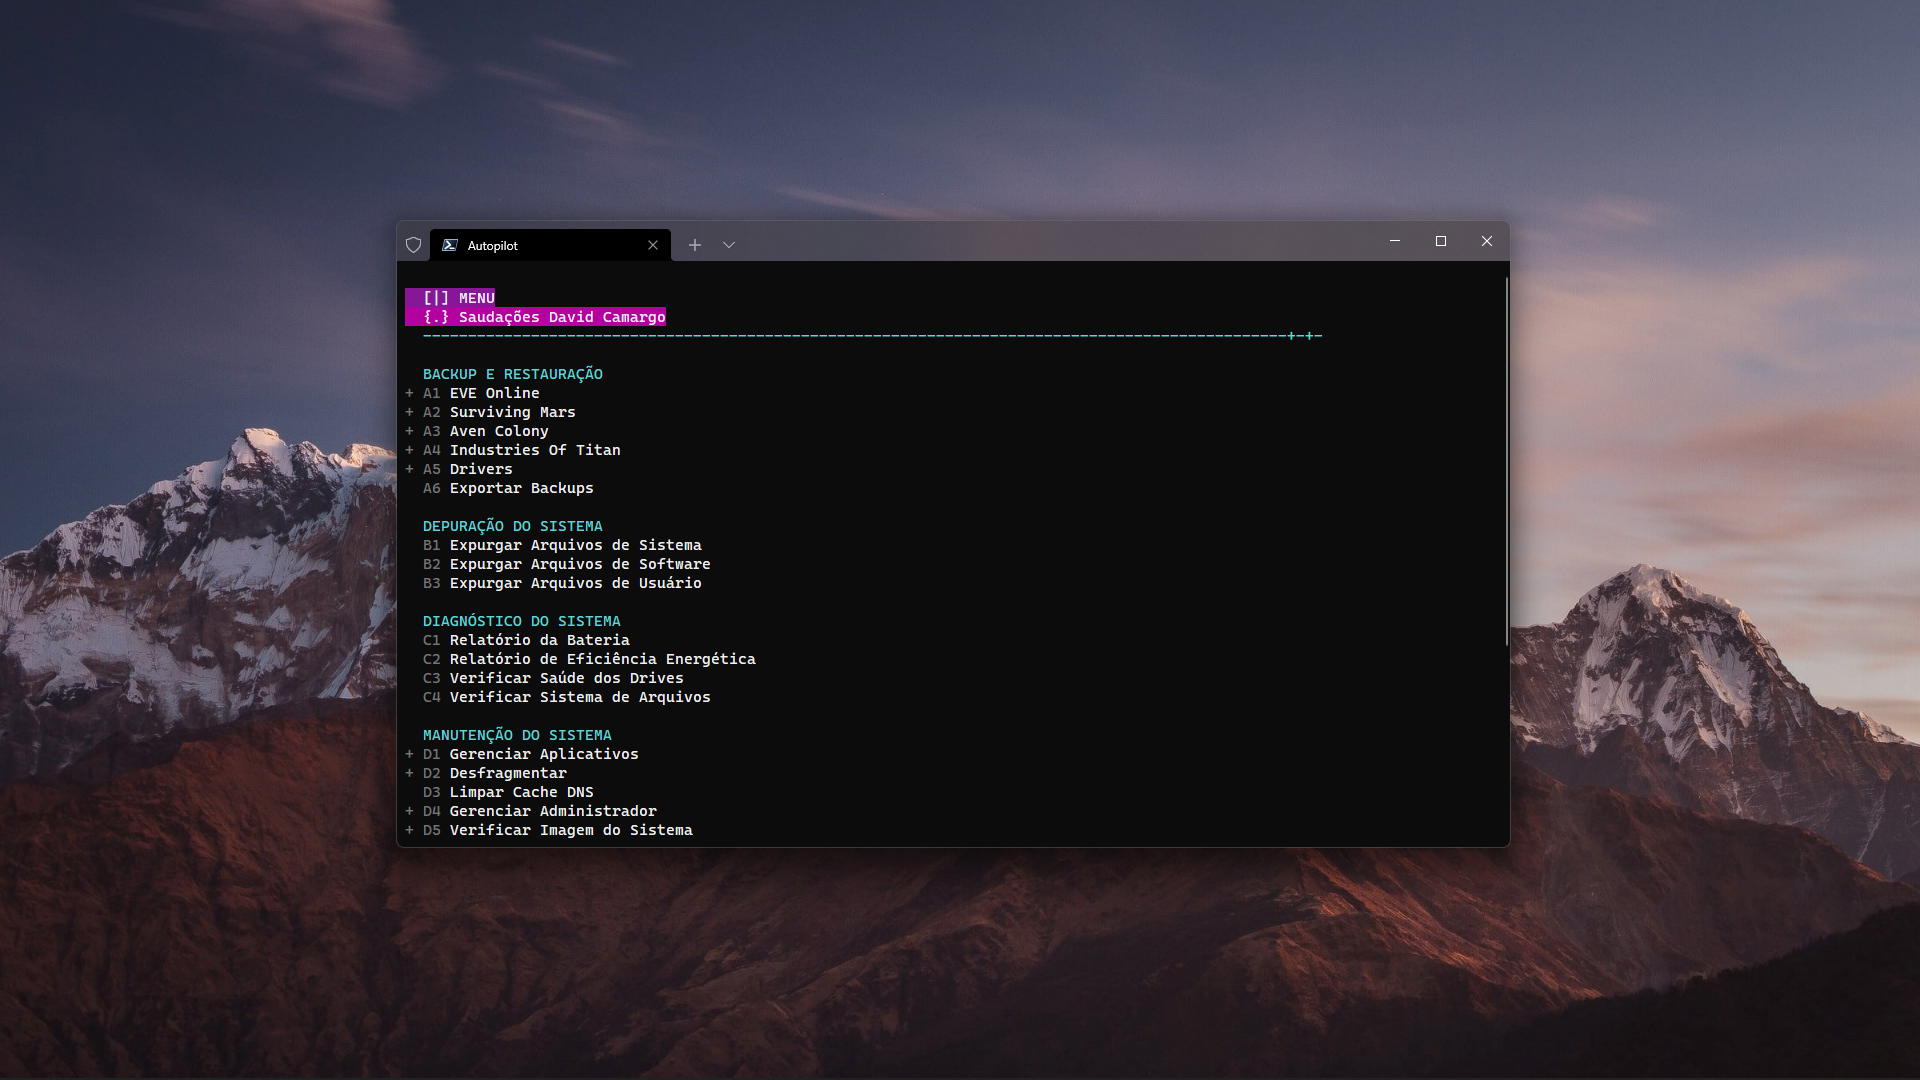 Autopilot
[|] MENU
{.} Saudações David Camargo
------------------------------------------------------------------------------------------------+-+-
BACKUP E RESTAURAÇÃO
+ A1 EVE Online
+ A2 Surviving Mars
+ A3 Aven Colony
+ A4 Industries Of Titan
+ A5 Drivers
A6 Exportar Backups
DEPURAÇÃO DO SISTEMA
B1 Expurgar Arquivos de Sistema
B2 Expurgar Arquivos de Software
B3 Expurgar Arquivos de Usuário
DIAGNÓSTICO DO SISTEMA
C1 Relatório da Bateria
C2 Relatório de Eficiência Energética
C3 Verificar Saúde dos Drives
C4 Verificar Sistema de Arquivos
MANUTENÇÃO DO SISTEMA
+ D1 Gerenciar Aplicativos
+ D2 Desfragmentar
D3 Limpar Cache DNS
+ D4 Gerenciar Administrador
+ D5 Verificar Imagem do Sistema